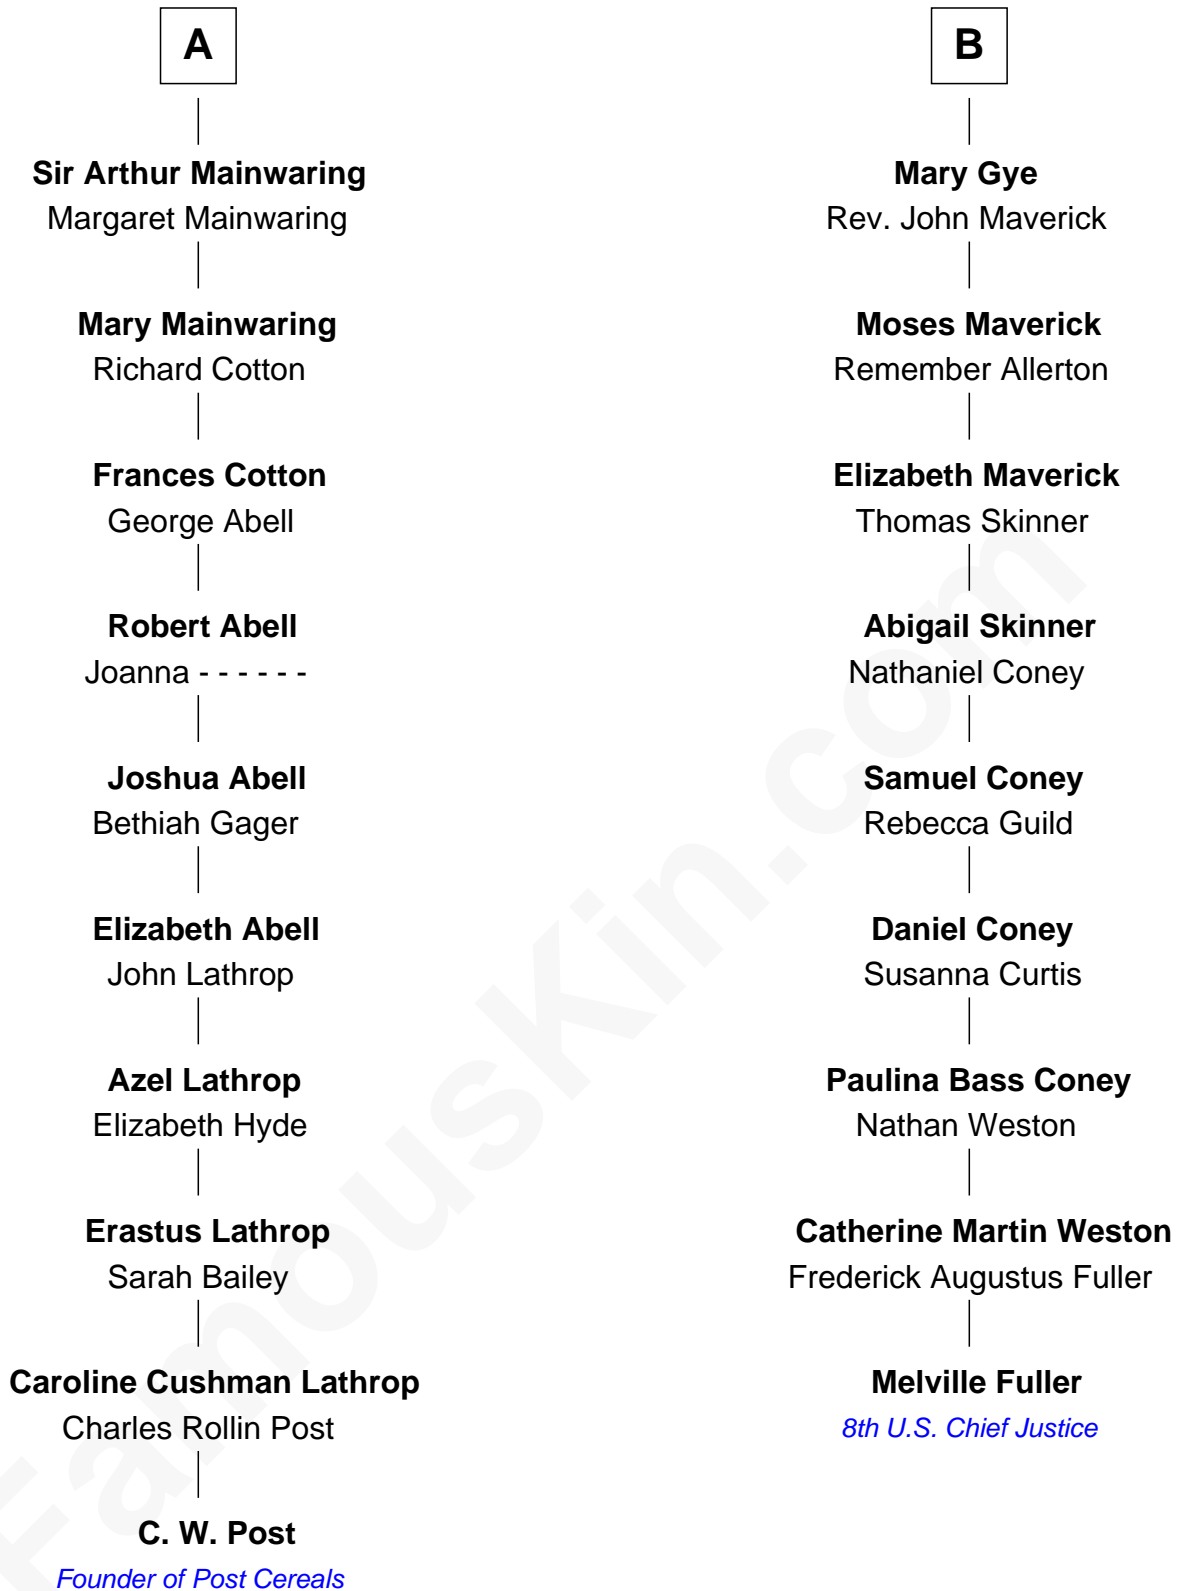 A
Sir Arthur Mainwaring
Margaret Mainwaring
Mary Mainwaring
Richard Cotton
Frances Cotton
George Abell
Robert Abell
Joanna - - - - - -
Joshua Abell
Bethiah Gager
Elizabeth Abell
John Lathrop
Azel Lathrop
Elizabeth Hyde
Erastus Lathrop
Sarah Bailey
Caroline Cushman Lathrop
Charles Rollin Post
C. W. Post
Founder of Post Cereals
B
Mary Gye
Rev. John Maverick
Moses Maverick
Remember Allerton
Elizabeth Maverick
Thomas Skinner
Abigail Skinner
Nathaniel Coney
Samuel Coney
Rebecca Guild
Daniel Coney
Susanna Curtis
Paulina Bass Coney
Nathan Weston
Catherine Martin Weston
Frederick Augustus Fuller
Melville Fuller
8th U.S. Chief Justice
FamousKin.com